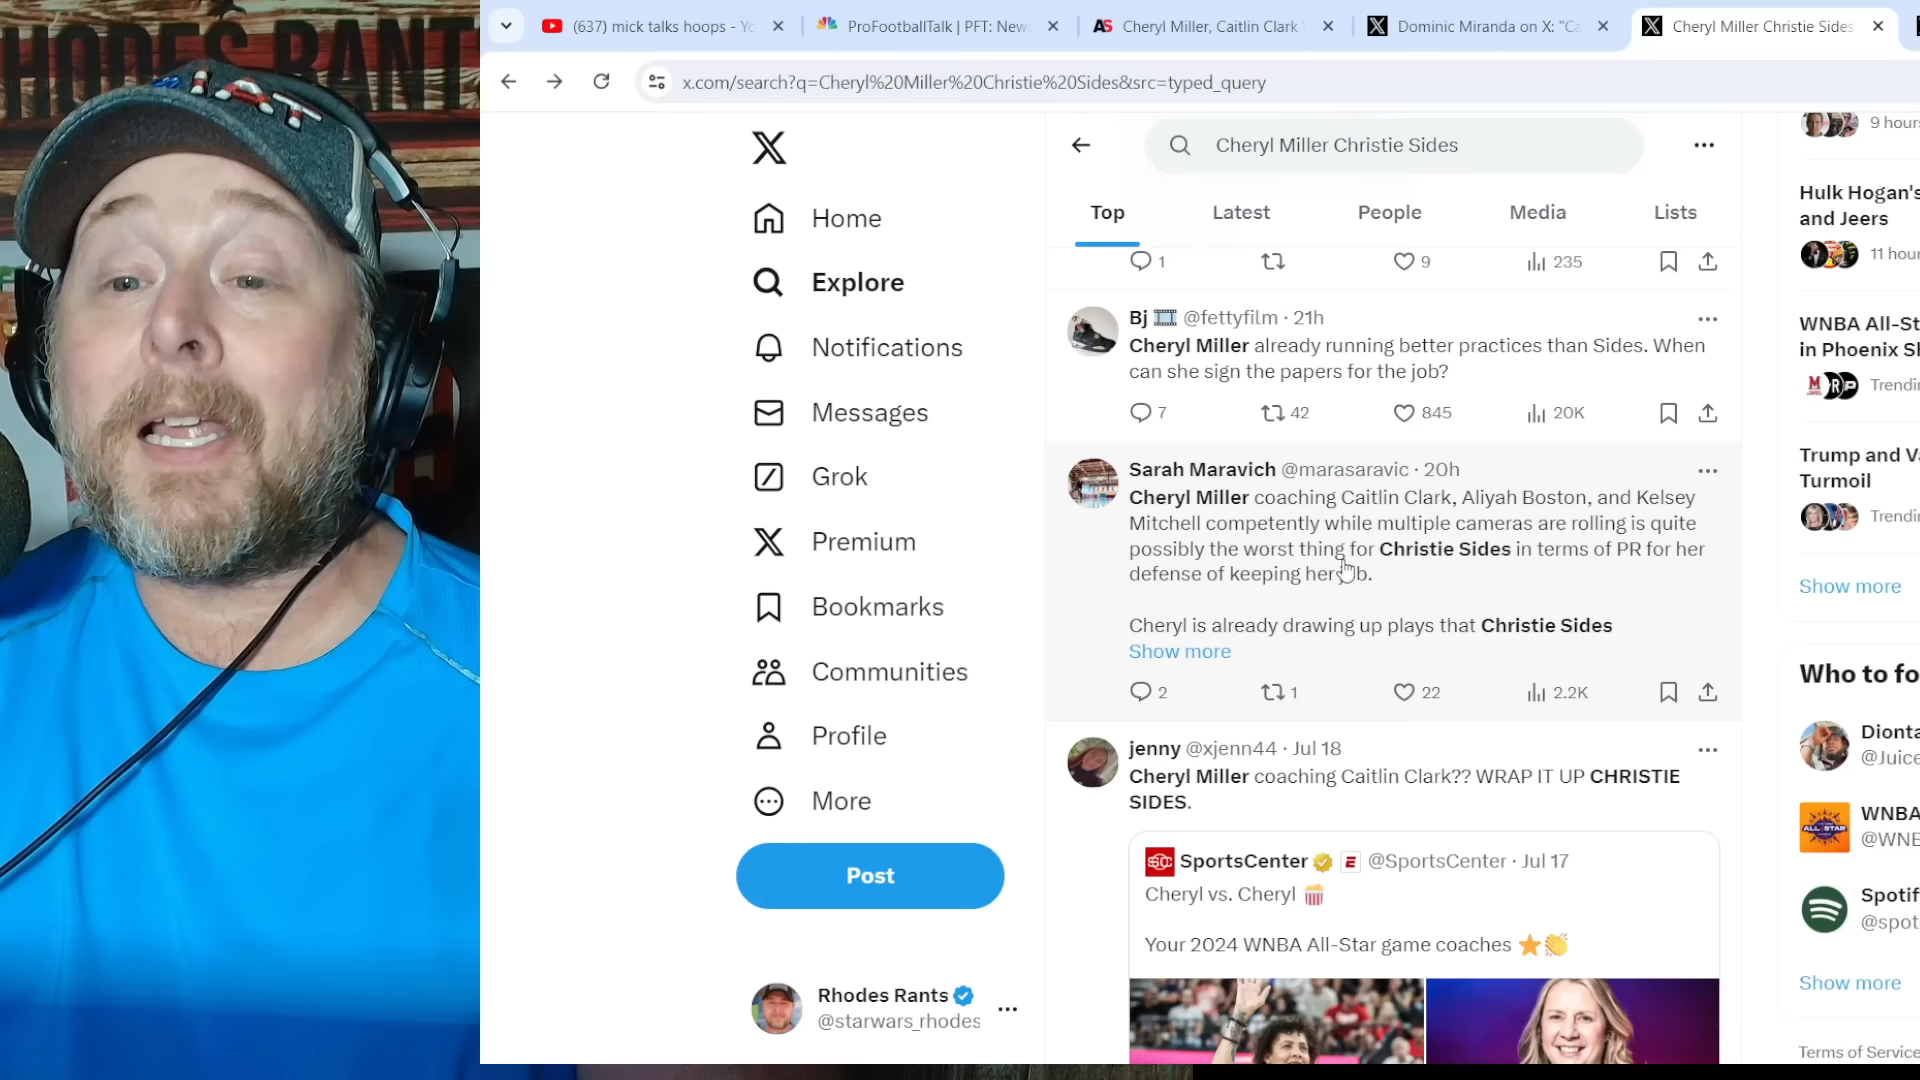 RHODES RANTS
IAT
(637) mick talks hoops - Yo
ProFootballTalk | PFT: New
AS Cheryl Miller, Caitlin Clark
Dominic Miranda on X: "Ca
Cheryl Miller Christie Sides
x.com/search?q=Cheryl%20Miller%20Christie%20Sides&src=typed_query
Cheryl Miller Christie Sides
Home
Explore
Notifications
Messages
Grok
Premium
Bookmarks
Communities
Profile
More
Post
Rhodes Rants
@starwars_rhodes
Top Latest People Media Lists
1 9 235
Bj @fettyfilm · 21h
Cheryl Miller already running better practices than Sides. When
can she sign the papers for the job?
7 42 845 20K
Sarah Maravich @marasaravic · 20h
Cheryl Miller coaching Caitlin Clark, Aliyah Boston, and Kelsey
Mitchell competently while multiple cameras are rolling is quite
possibly the worst thing for Christie Sides in terms of PR for her
defense of keeping her b.
Cheryl is already drawing up plays that Christie Sides
Show more
2 1 22 2.2K
jenny @xjenn44 · Jul 18
Cheryl Miller coaching Caitlin Clark?? WRAP IT UP CHRISTIE
SIDES.
SC SportsCenter E @SportsCenter · Jul 17
Cheryl vs. Cheryl 🍿
Your 2024 WNBA All-Star game coaches ⭐👏
9 hour
Hulk Hogan's
and Jeers
11 hou
WNBA All-St
in Phoenix S
Trendi
Trump and Va
Turmoil
Trendi
Show more
Who to fo
Dionta
@Juice
ALL STAR
WNBA
@WNE
Spotif
@spot
Show more
Terms of Service